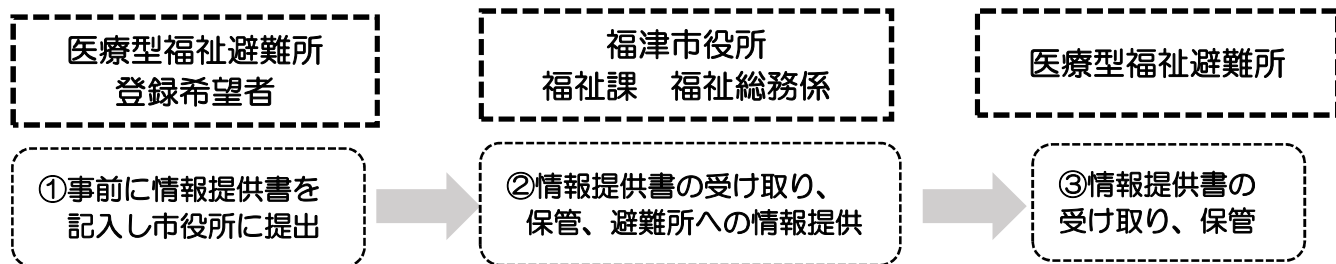 医療型福祉避難所
登録希望者
福津市役所
福祉課　福祉総務係
医療型福祉避難所
①事前に情報提供書を
記入し市役所に提出
②情報提供書の受け取り、
保管、避難所への情報提供
③情報提供書の
受け取り、保管